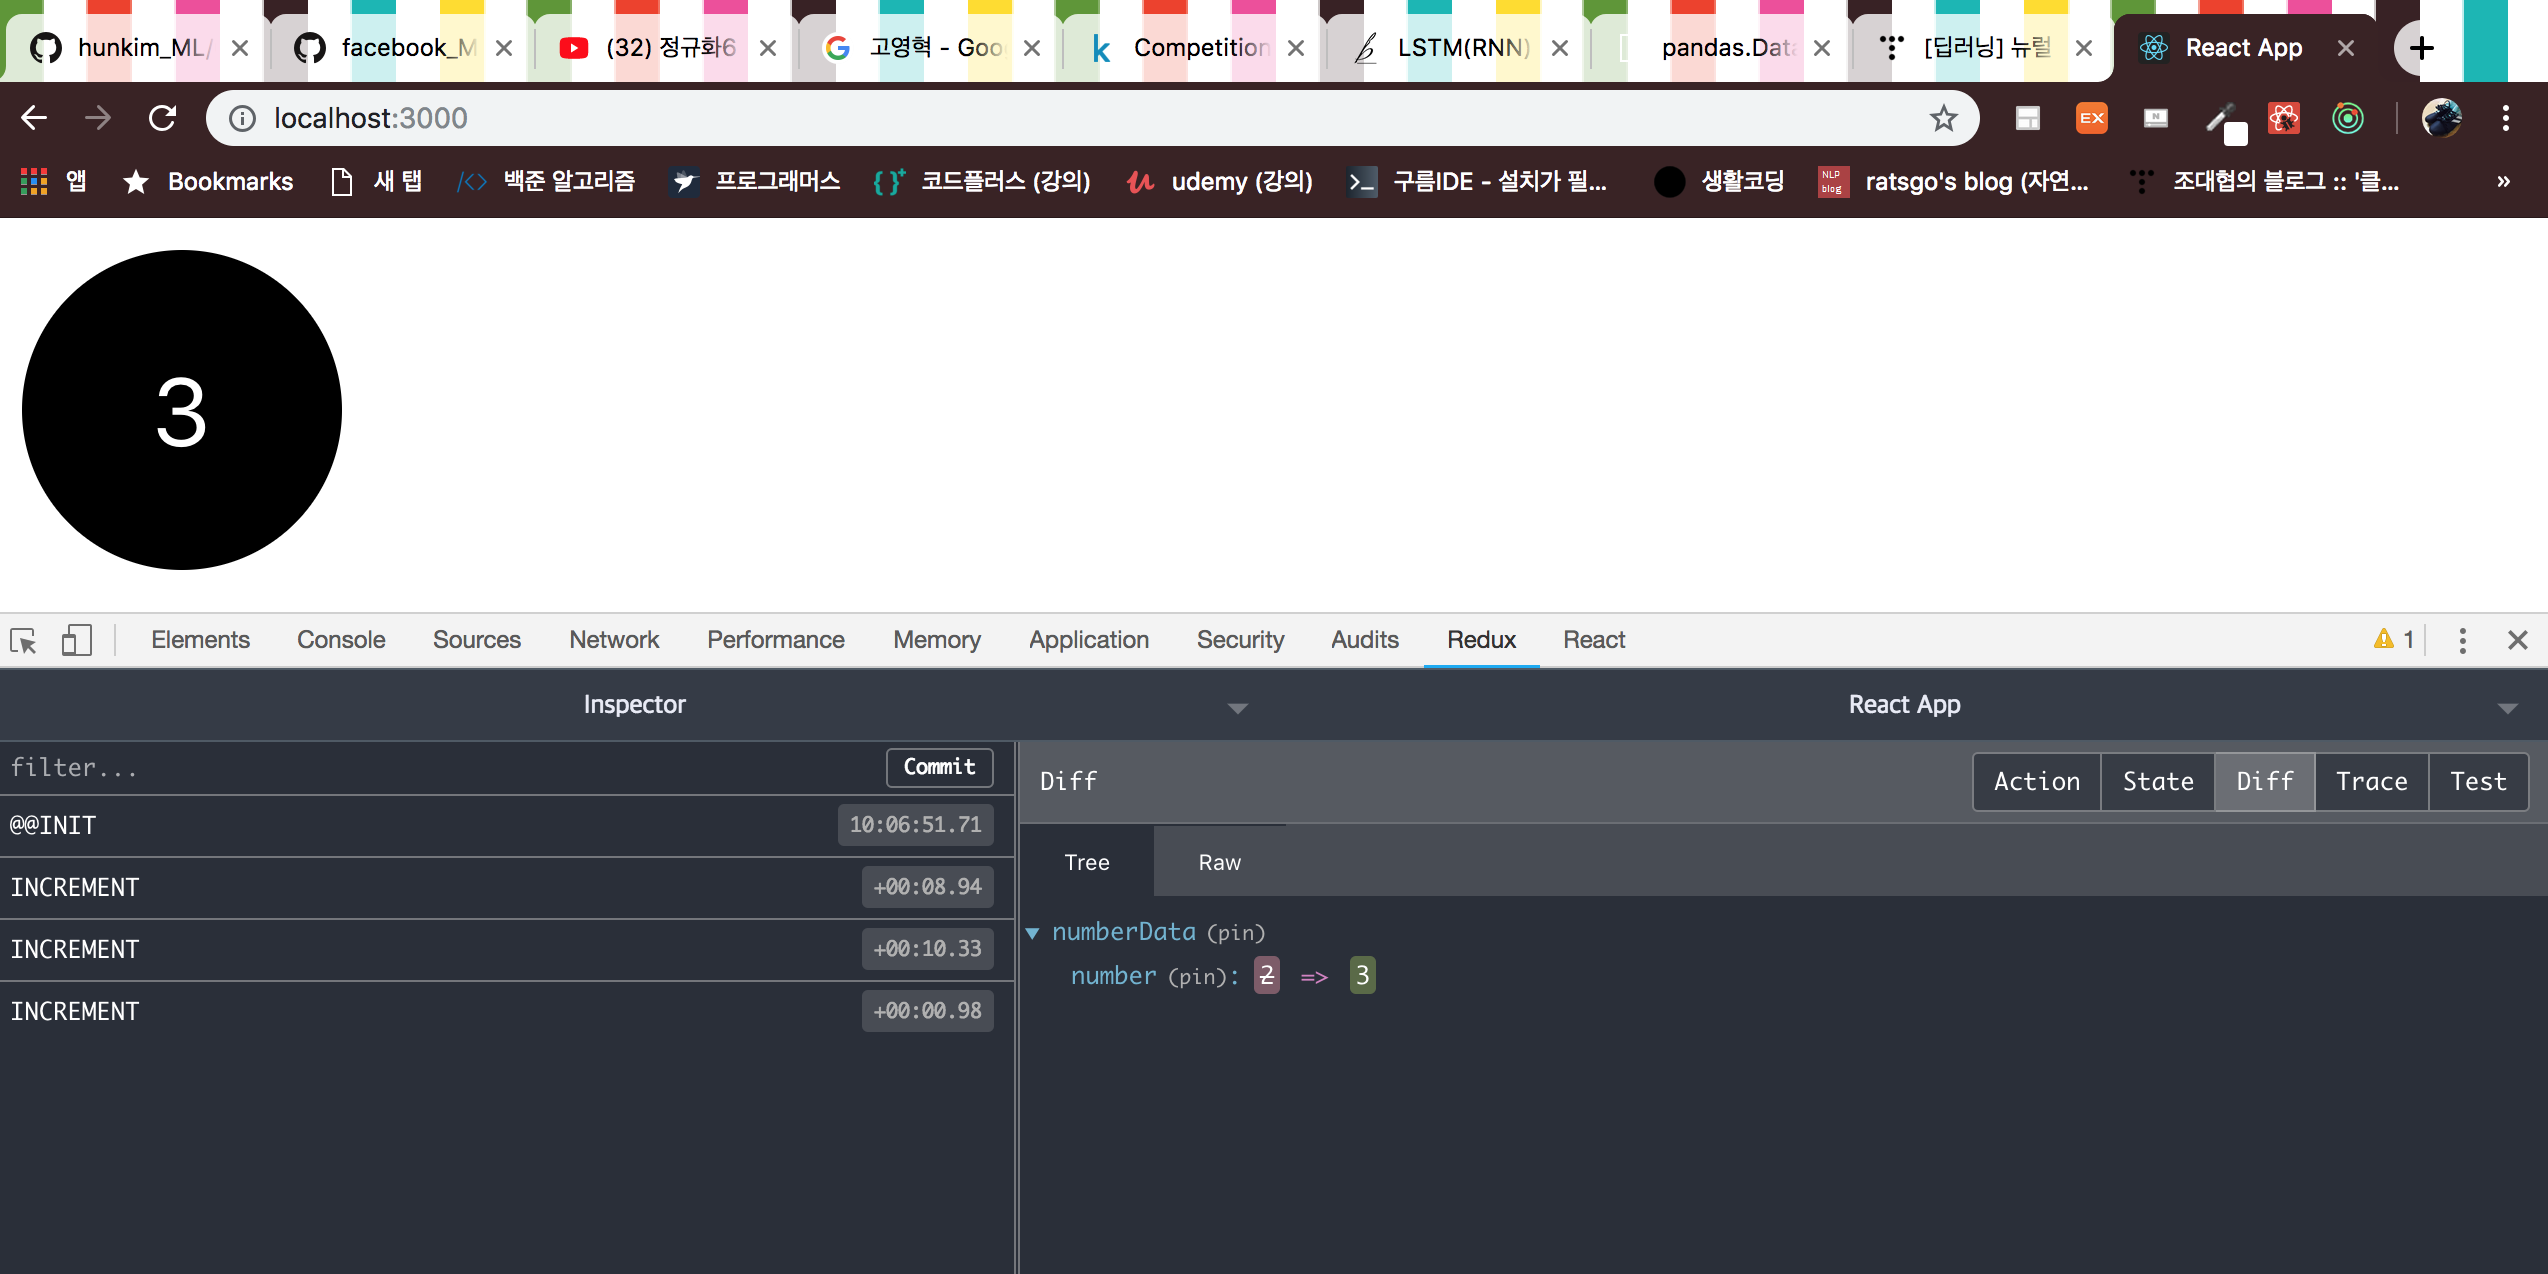 hunkim_ML/
facebook_M
(32) 정규화6
고영혁 - Goo
Competition
LSTM(RNN)
pandas.Data
[딥러닝] 뉴럴
React App
localhost:3000
EX
N
앱
Bookmarks
새 탭
백준 알고리즘
프로그래머스
코드플러스 (강의)
udemy (강의)
구름IDE - 설치가 필...
생활코딩
NLP
blog
ratsgo's blog (자연...
조대협의 블로그 :: '클...
»
3
Elements Console Sources Network Performance Memory Application Security Audits Redux React
1
Inspector
React App
filter...
Commit
Diff
Action State Diff Trace Test
@@INIT 10:06:51.71
Tree Raw
INCREMENT +00:08.94
numberData (pin)
INCREMENT +00:10.33
number (pin): 2 => 3
INCREMENT +00:00.98